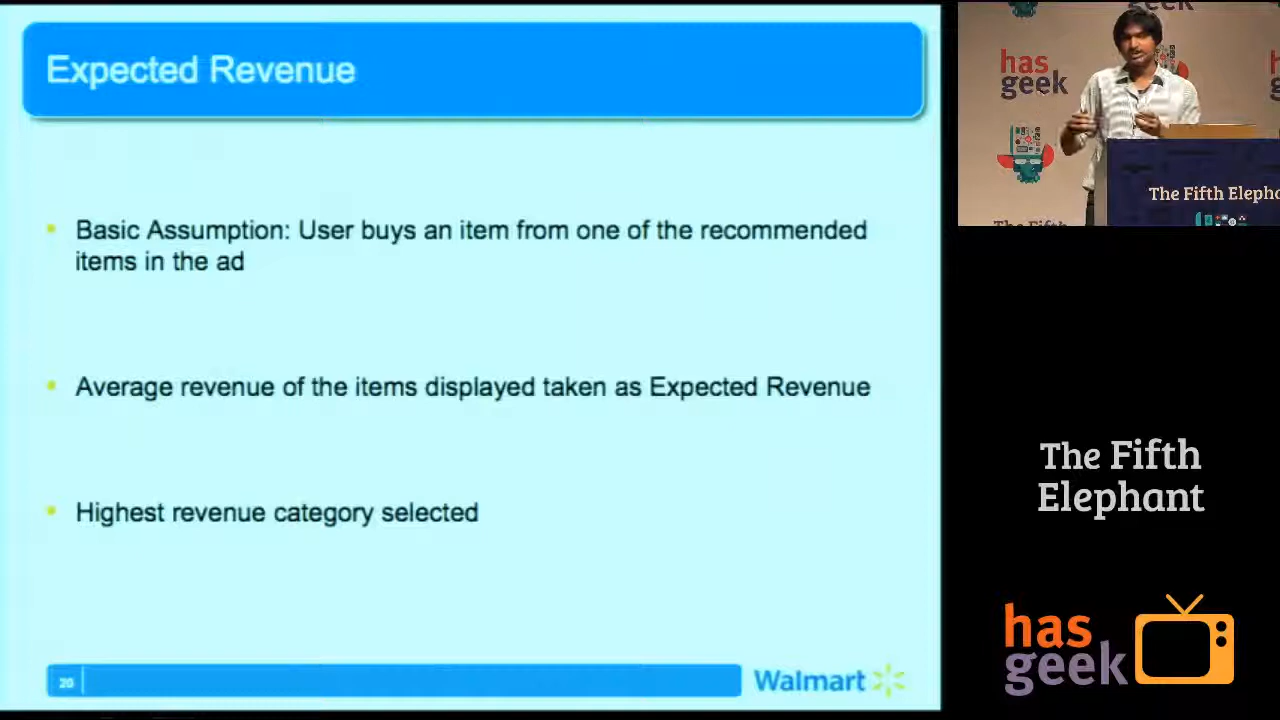 Expected Revenue
Basic Assumption: User buys an item from one of the recommended
items in the ad
Average revenue of the items displayed taken as Expected Revenue
Highest revenue category selected
20
Walmart
has
geek
The Fifth
The Fifth
Elephant
has
geek